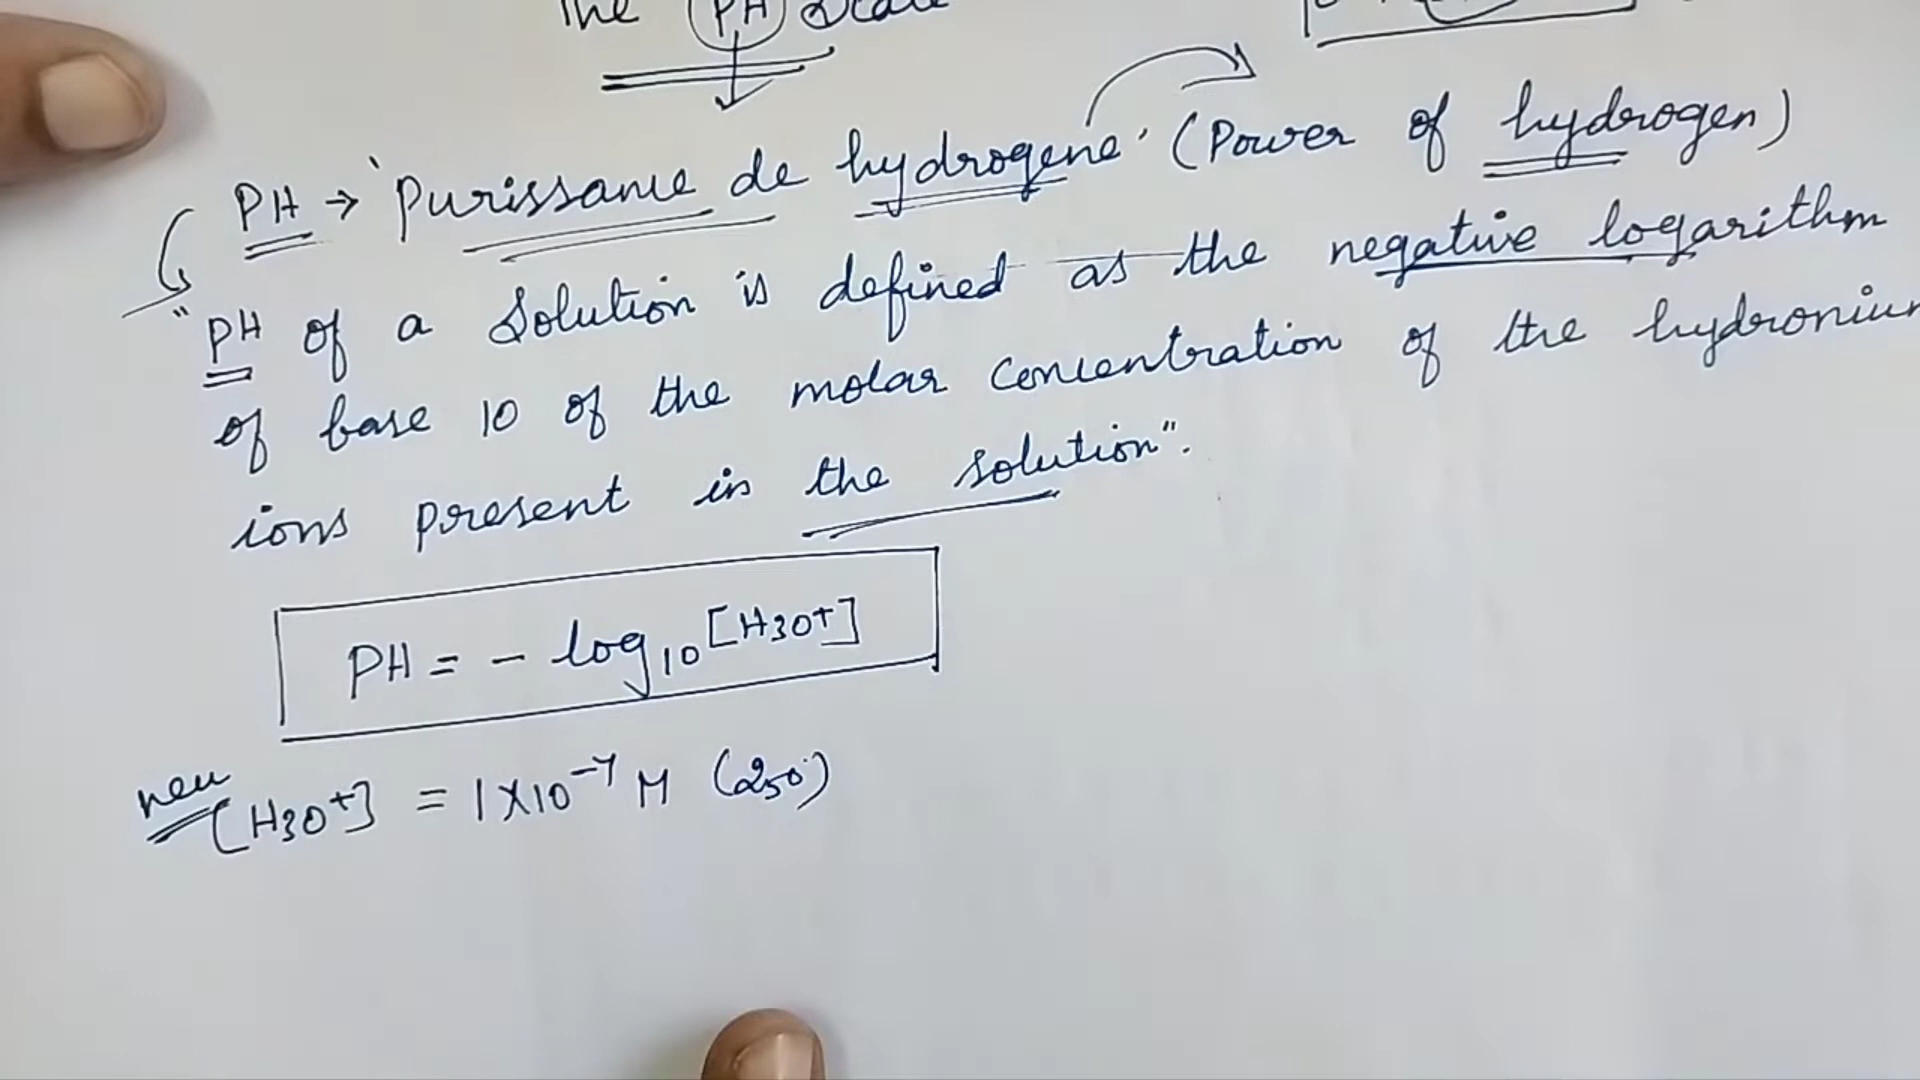 The PH Scale
PH → 'Purissance de hydrogene' (Power of hydrogen)
"PH of a Solution is defined as the negative logarithm
of base 10 of the molar concentration of the hydronium
ions present in the solution".
PH = - log10 [H3O+]
neu [H3O+] = 1 X 10-7 M (25°)